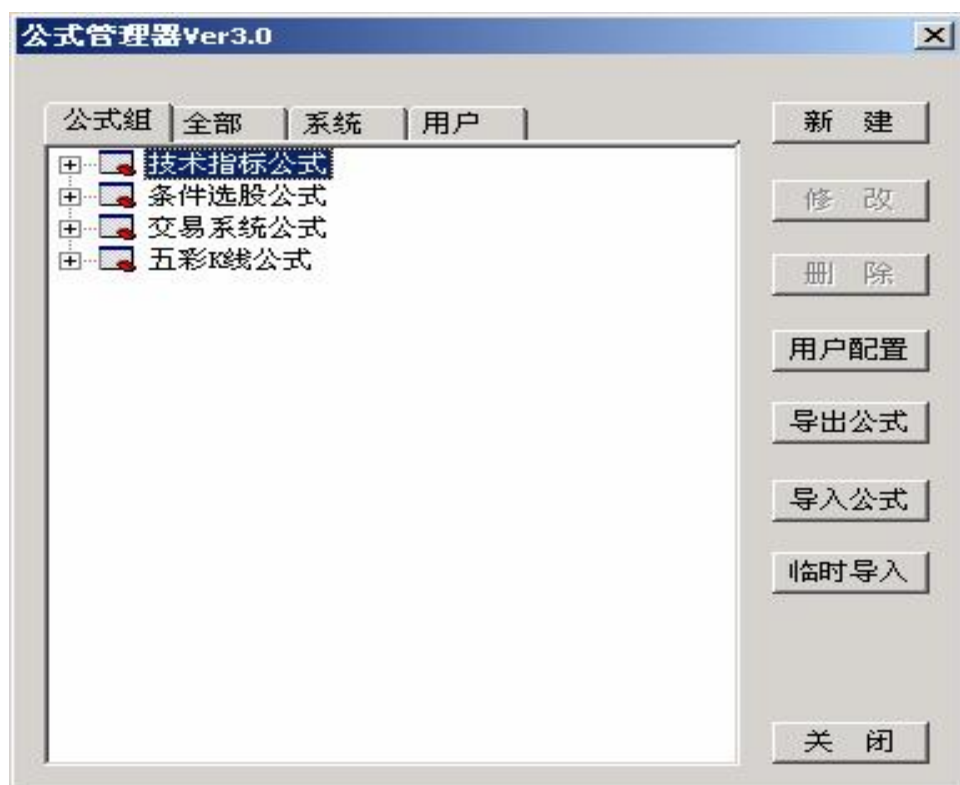 公式管理器Ver3.0
公式组 全部 系统 用户
技术指标公式
条件选股公式
交易系统公式
五彩K线公式
新 建
修 改
删 除
用户配置
导出公式
导入公式
临时导入
关 闭